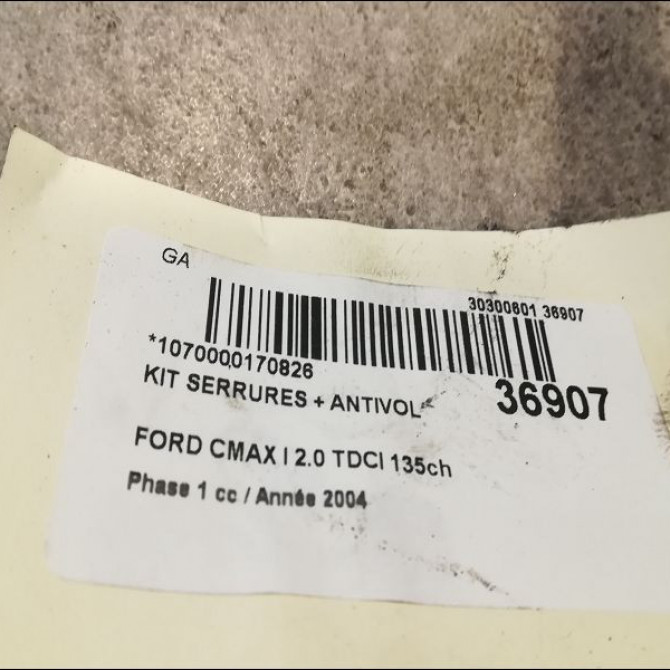 GA
30300601 36907
*1070000170826
36907
KIT SERRURES + ANTIVOL
FORD CMAX I 2.0 TDCI 135ch
Phase 1 cc / Année 2004